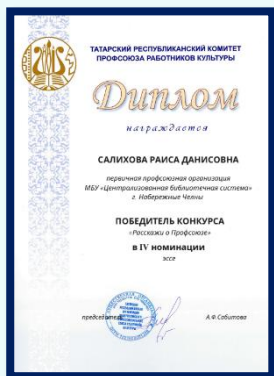 ТАТАРСКИЙ РЕСПУБЛИКАНСКИЙ КОМИТЕТ
ПРОФСОЮЗА РАБОТНИКОВ КУЛЬТУРЫ
Диплом
награждается
САЛИХОВА РАИСА ДАНИСОВНА
первичная профсоюзная организация
МБУ «Централизованная библиотечная система»
г. Набережные Челны
ПОБЕДИТЕЛЬ КОНКУРСА
«Расскажи о Профсоюзе»
в IV номинации
эссе
председатель А.Ф.Сабитова